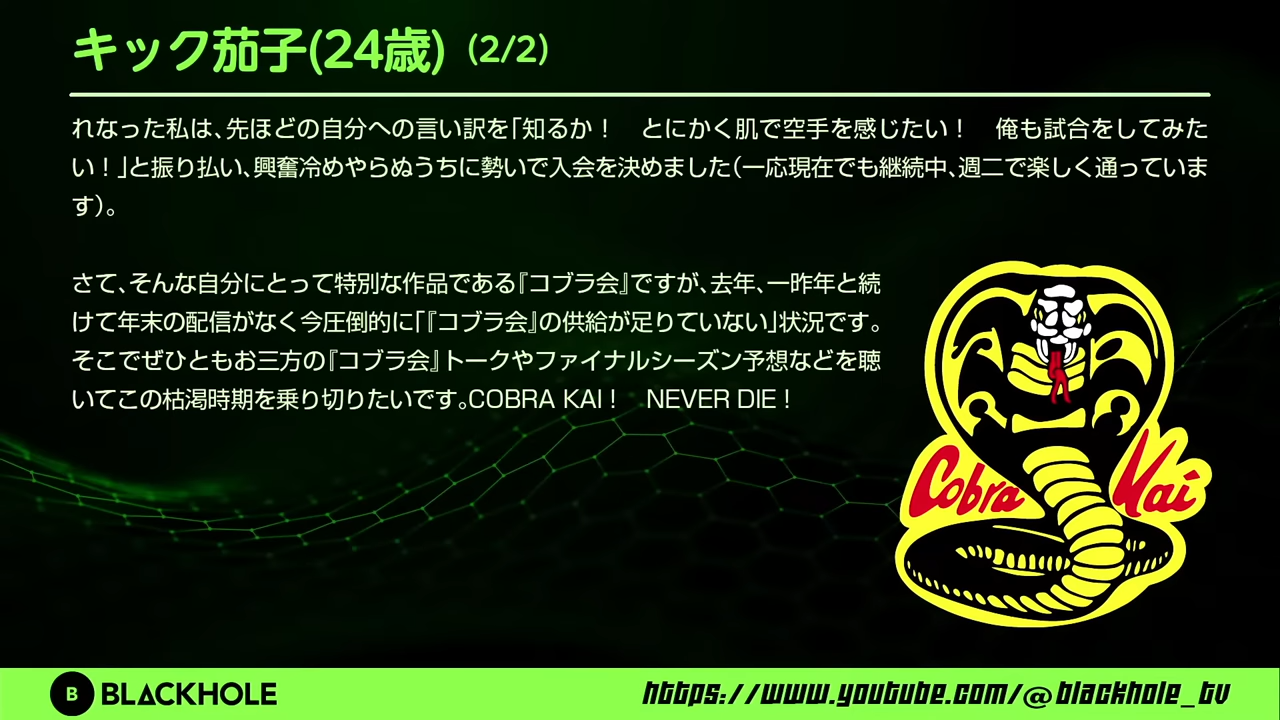 キック茄子(24歳) (2/2)
れなった私は、先ほどの自分への言い訳を「知るか！　とにかく肌で空手を感じたい！　俺も試合をしてみた
い！」と振り払い、興奮冷めやらぬうちに勢いで入会を決めました（一応現在でも継続中、週二で楽しく通っていま
す）。
さて、そんな自分にとって特別な作品である『コブラ会』ですが、去年、一昨年と続
けて年末の配信がなく今圧倒的に「『コブラ会』の供給が足りていない」状況です。
そこでぜひともお三方の『コブラ会』トークやファイナルシーズン予想などを聴
いてこの枯渇時期を乗り切りたいです。COBRA KAI！　NEVER DIE！
Cobra Kai
B BLACKHOLE
https://www.youtube.com/@blackhole_tv